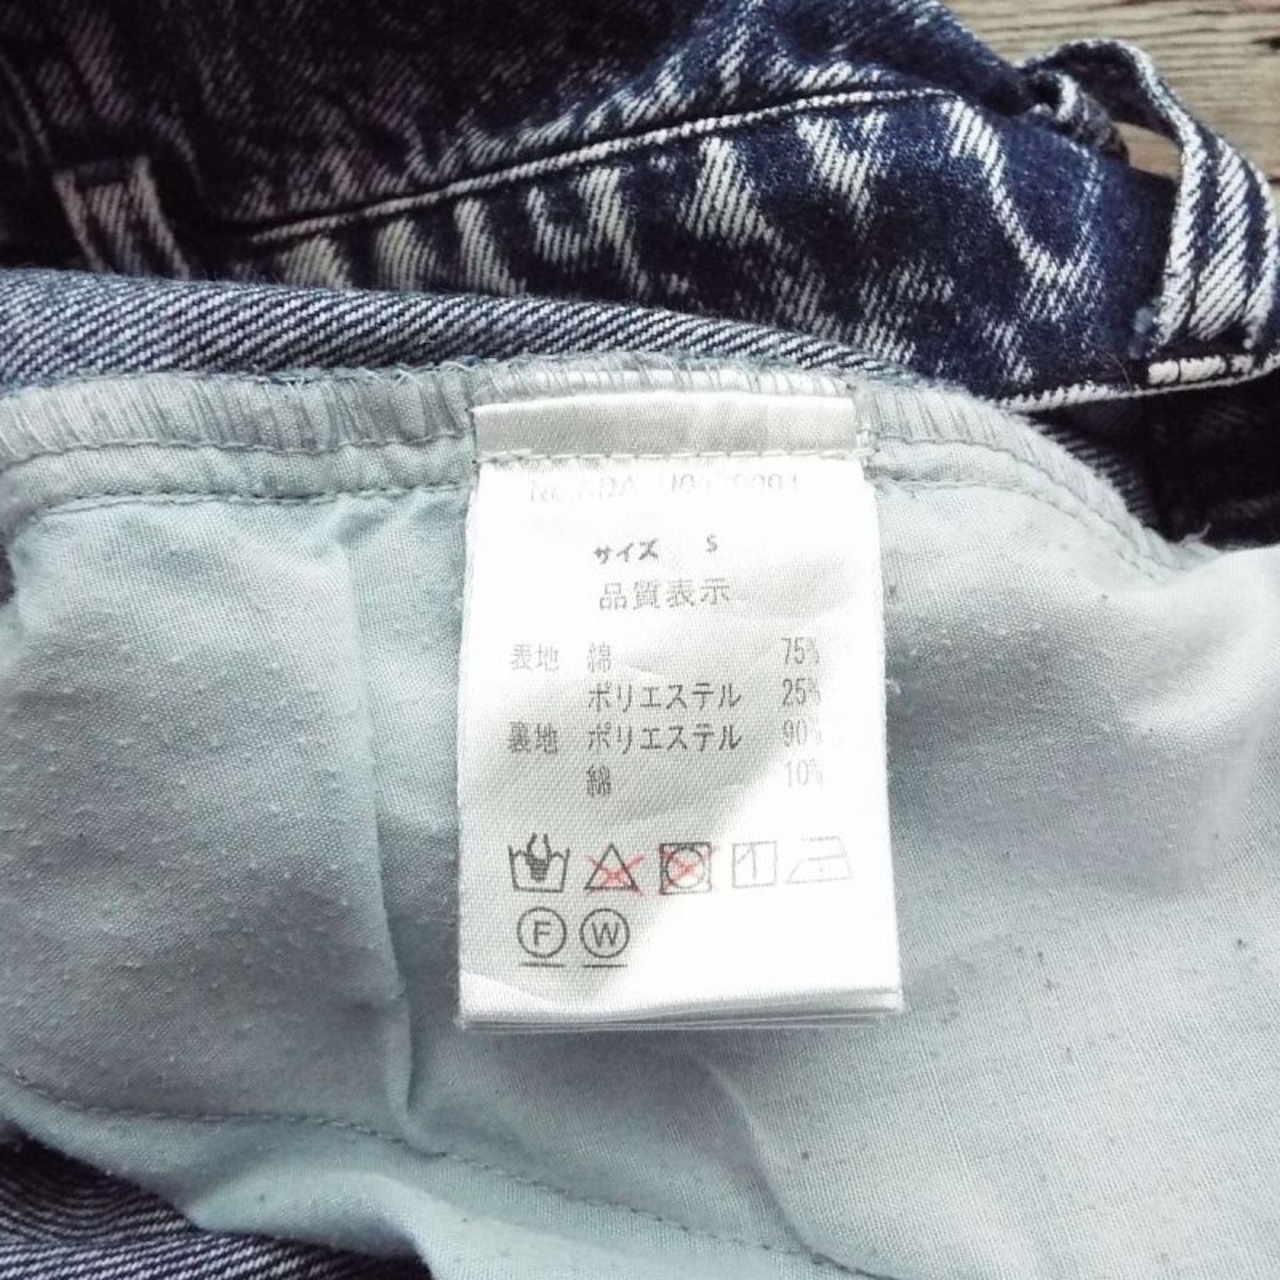 サイズ S
品質表示
表地 綿 75%
ポリエステル 25%
裏地 ポリエステル 90%
綿 10%
F W